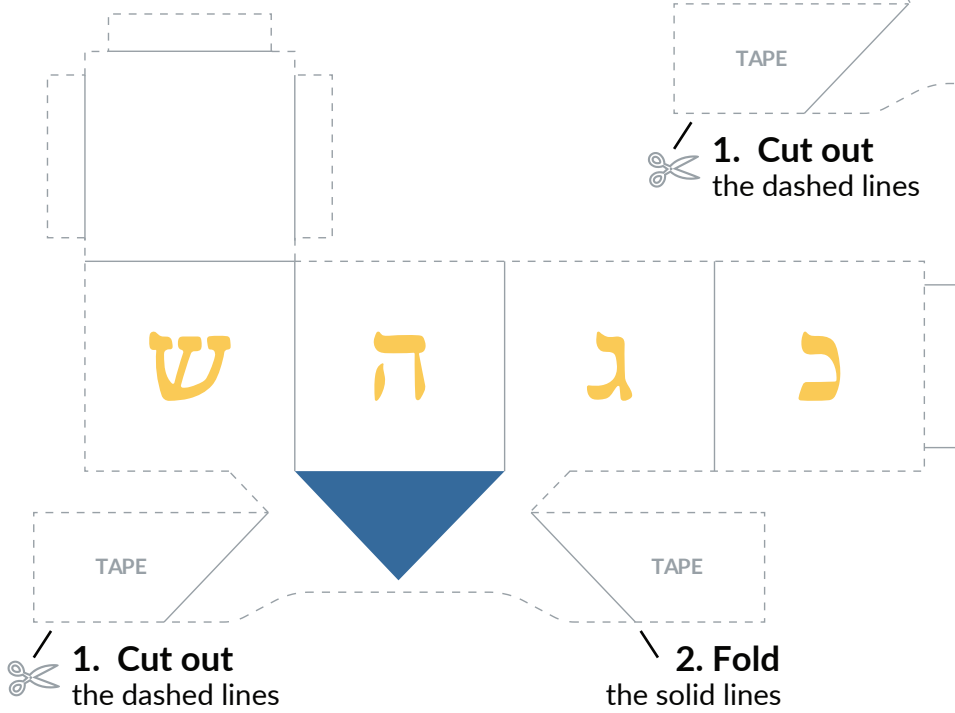 TAPE
1. Cut out
the dashed lines
כ ג ה ש
TAPE
TAPE
1. Cut out
the dashed lines
2. Fold
the solid lines